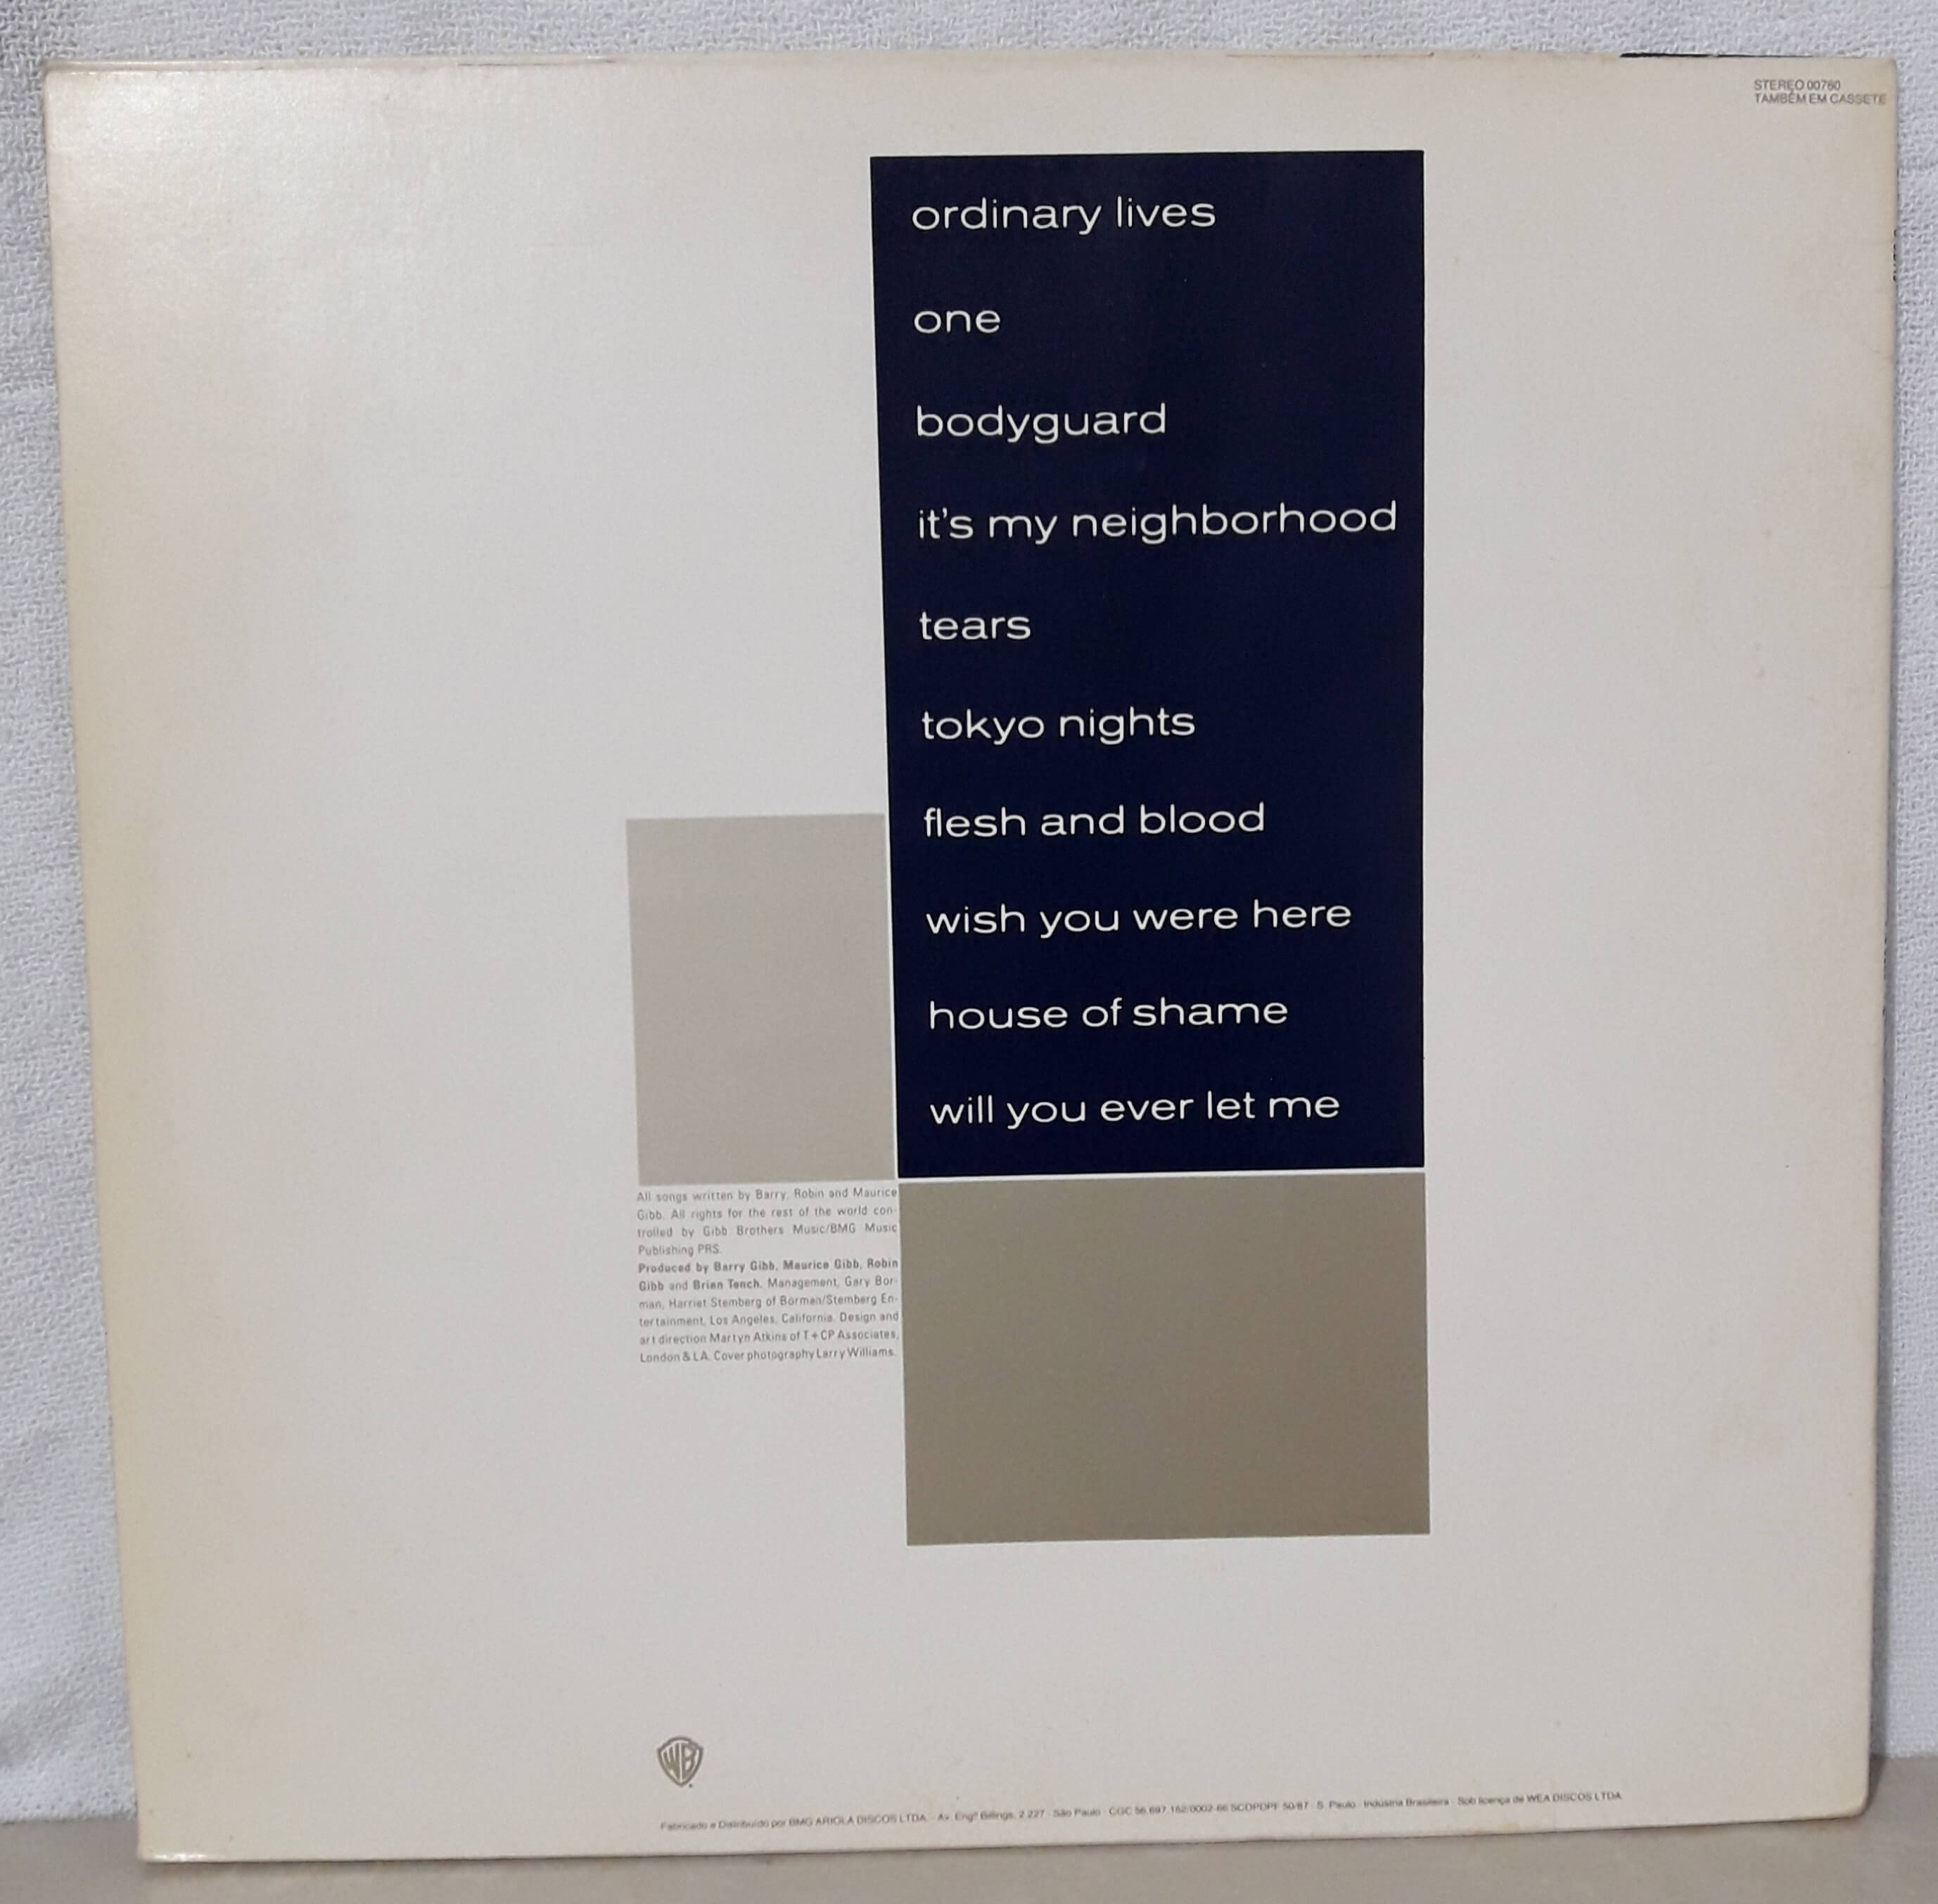 STEREO 00760
TAMBÉM EM CASSETE
ordinary lives
one
bodyguard
it's my neighborhood
tears
tokyo nights
flesh and blood
wish you were here
house of shame
will you ever let me
All songs written by Barry, Robin and Maurice
Gibb. All rights for the rest of the world con-
trolled by Gibb Brothers Music/BMG Music
Publishing PRS.
Produced by Barry Gibb, Maurice Gibb, Robin
Gibb and Brian Tench. Management, Gary Bor-
man, Harriet Stemberg of Borman/Stemberg En-
tertainment, Los Angeles, California. Design and
art direction Martyn Atkins of T+CP Associates,
London & LA. Cover photography Larry Williams.
WB
Fabricado e Distribuído por BMG ARIOLA DISCOS LTDA. Av. Engº Billings, 2.227 - São Paulo - CGC 56.697.162/0002-66 SCDPDPF 50/87 - S. Paulo - Indústria Brasileira - Sob licença de WEA DISCOS LTDA